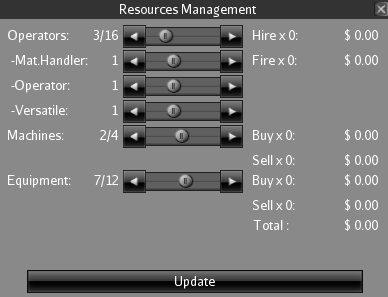 Resources Management
Operators: 3/16 Hire x 0: $ 0.00
-Mat.Handler: 1 Fire x 0: $ 0.00
-Operator: 1
-Versatile: 1
Machines: 2/4 Buy x 0: $ 0.00
Sell x 0: $ 0.00
Equipment: 7/12 Buy x 0: $ 0.00
Sell x 0: $ 0.00
Total : $ 0.00
Update